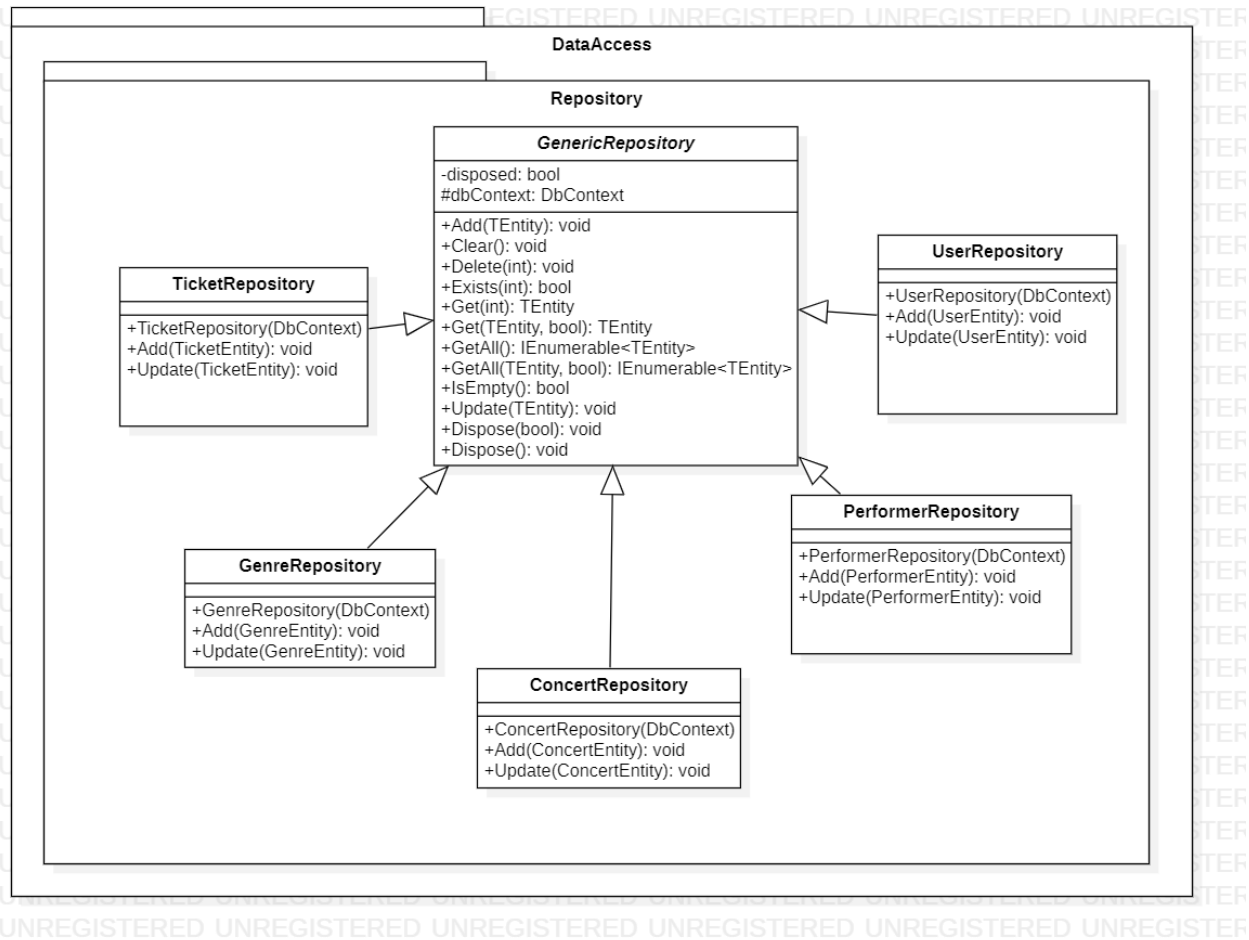 DataAccess
Repository
GenericRepository
-disposed: bool
#dbContext: DbContext
+Add(TEntity): void
+Clear(): void
+Delete(int): void
+Exists(int): bool
+Get(int): TEntity
+Get(TEntity, bool): TEntity
+GetAll(): IEnumerable<TEntity>
+GetAll(TEntity, bool): IEnumerable<TEntity>
+IsEmpty(): bool
+Update(TEntity): void
+Dispose(bool): void
+Dispose(): void
TicketRepository
+TicketRepository(DbContext)
+Add(TicketEntity): void
+Update(TicketEntity): void
UserRepository
+UserRepository(DbContext)
+Add(UserEntity): void
+Update(UserEntity): void
GenreRepository
+GenreRepository(DbContext)
+Add(GenreEntity): void
+Update(GenreEntity): void
PerformerRepository
+PerformerRepository(DbContext)
+Add(PerformerEntity): void
+Update(PerformerEntity): void
ConcertRepository
+ConcertRepository(DbContext)
+Add(ConcertEntity): void
+Update(ConcertEntity): void
UNREGISTERED UNREGISTERED UNREGISTERED UNREGISTERED UNREGISTERED UNREGISTER